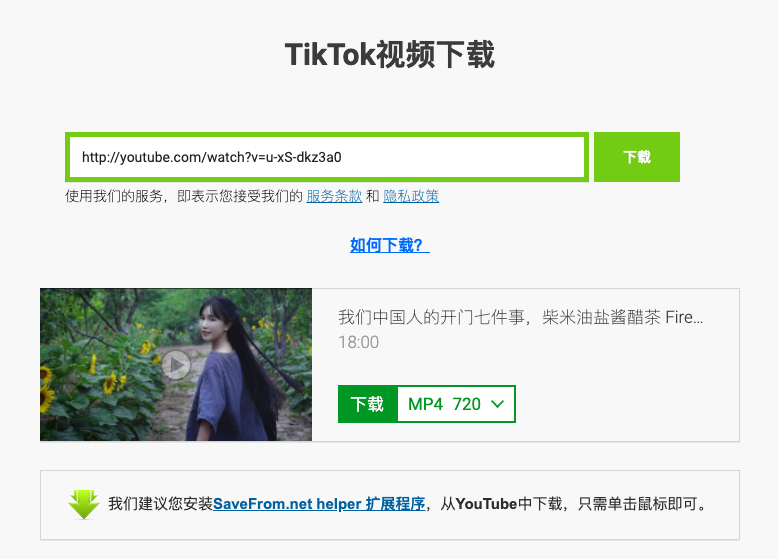 TikTok视频下载
http://youtube.com/watch?v=u-xS-dkz3a0
下载
使用我们的服务，即表示您接受我们的 服务条款 和 隐私政策
如何下载？
我们中国人的开门七件事，柴米油盐酱醋茶 Fire...
18:00
下载 MP4 720
我们建议您安装SaveFrom.net helper 扩展程序，从YouTube中下载，只需单击鼠标即可。